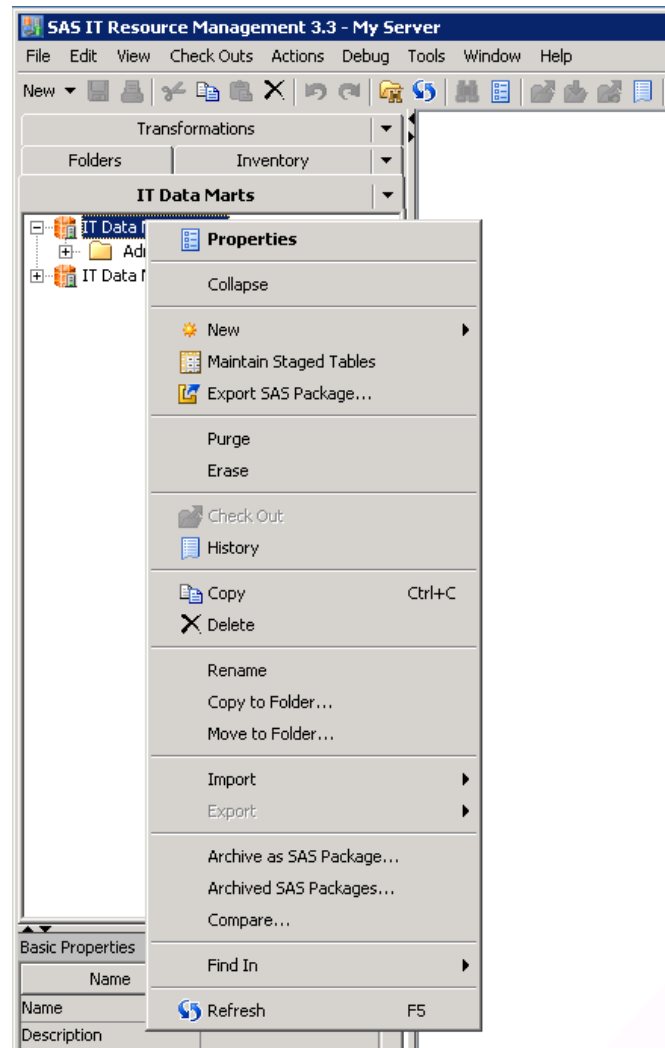 SAS IT Resource Management 3.3 - My Server
File Edit View Check Outs Actions Debug Tools Window Help
New
Transformations
Folders Inventory
IT Data Marts
IT Data
Properties
IT Data
Collapse
New
Maintain Staged Tables
Export SAS Package...
Purge
Erase
Check Out
History
Copy Ctrl+C
Delete
Rename
Copy to Folder...
Move to Folder...
Import
Export
Archive as SAS Package...
Archived SAS Packages...
Compare...
Basic Properties
Find In
Name
Name
Refresh F5
Description